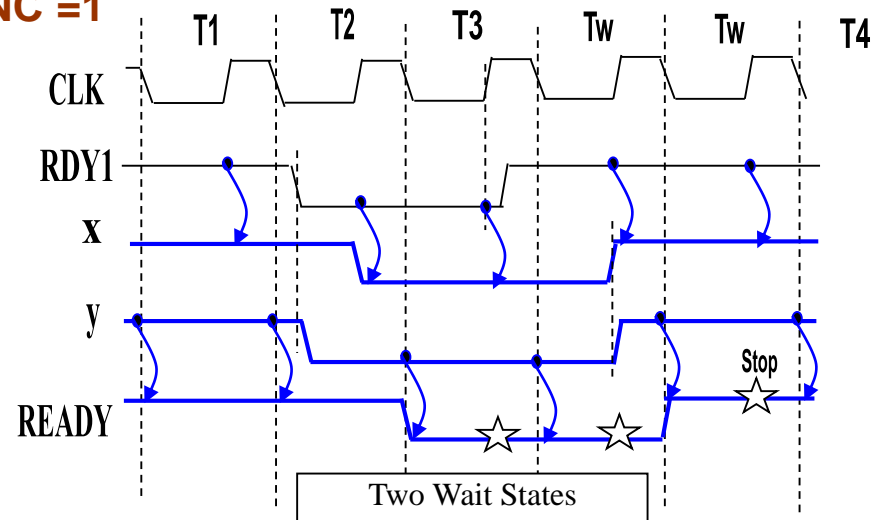 NC =1
T1 T2 T3 Tw Tw T4
CLK
RDY1
x
y
Stop
READY
Two Wait States